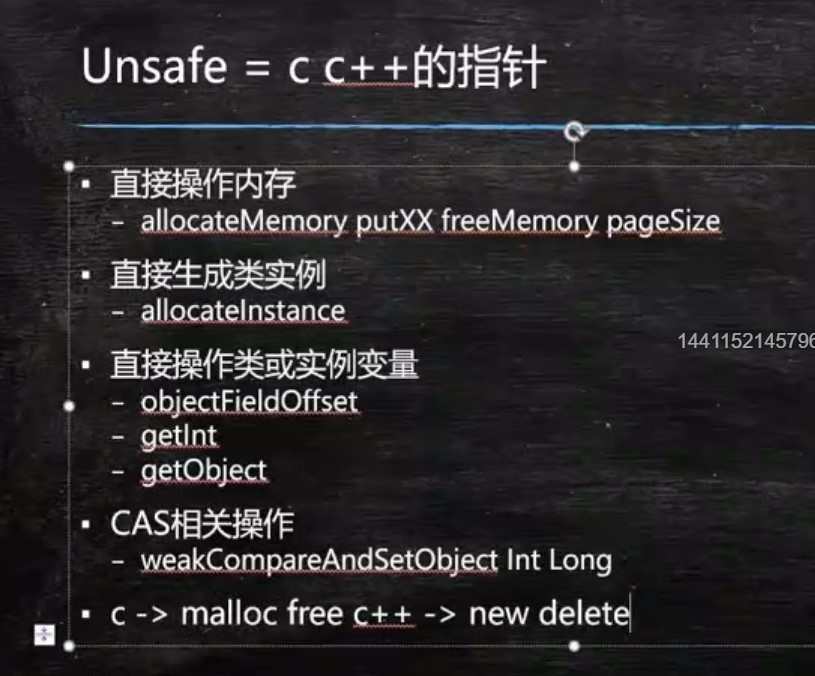 Unsafe = c c++的指针
▪ 直接操作内存
– allocateMemory putXX freeMemory pageSize
▪ 直接生成类实例
– allocateInstance
1441152145796
▪ 直接操作类或实例变量
– objectFieldOffset
– getInt
– getObject
▪ CAS相关操作
– weakCompareAndSetObject Int Long
▪ c -> malloc free c++ -> new delete